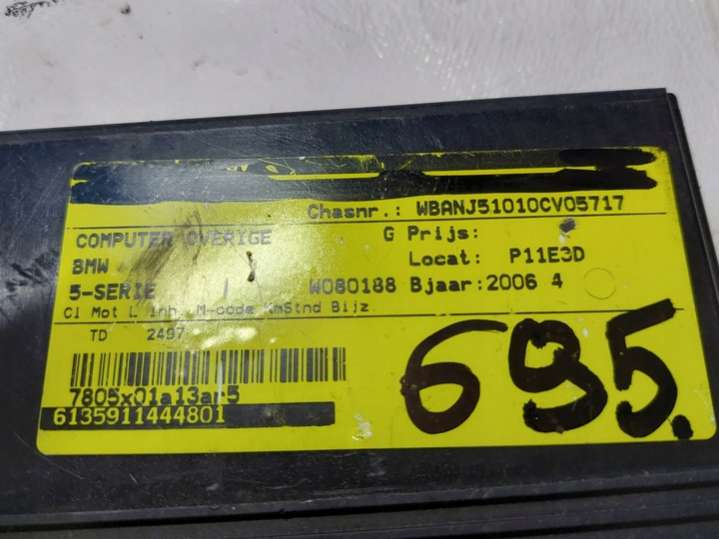 Chasnr.: WBANJ51010CV05717
COMPUTER OVERIGE G Prijs:
BMW Locat: P11E3D
5-SERIE W080188 Bjaar:2006 4
Cl Mot L inh. M-code KmStnd Bijz
TD 2497
7805x01a13ar5
6135911444801
695.